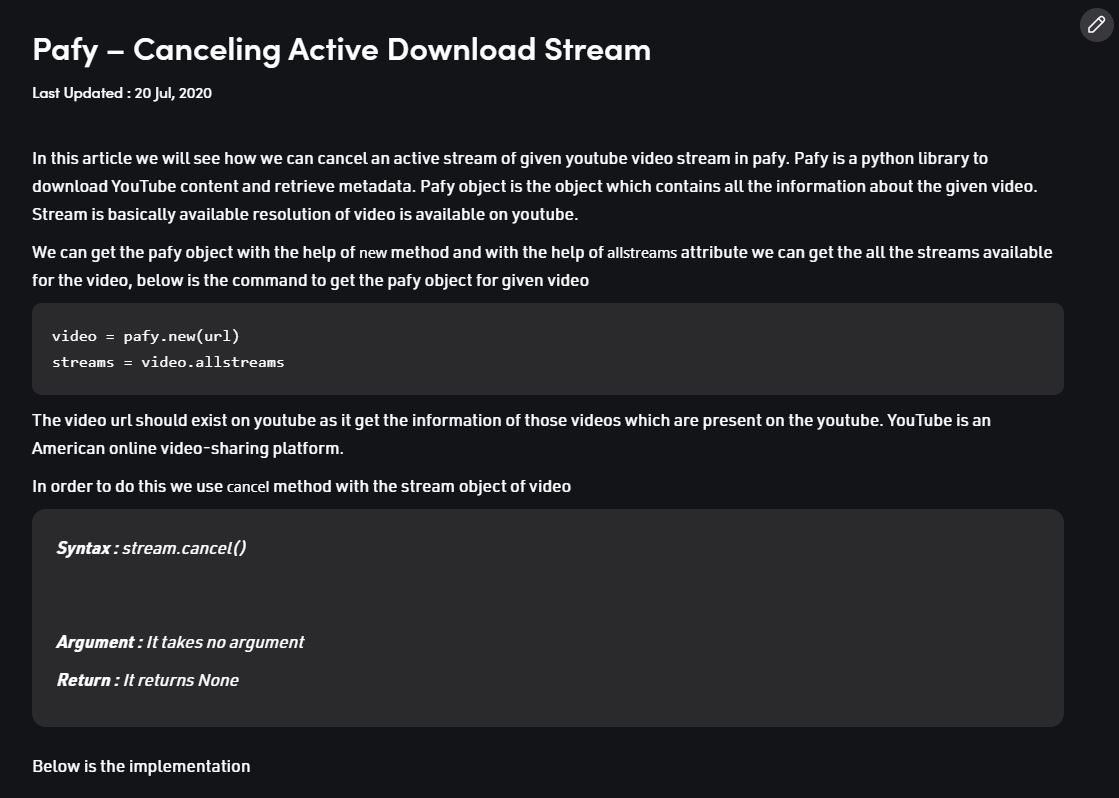 Pafy – Canceling Active Download Stream
Last Updated : 20 Jul, 2020
In this article we will see how we can cancel an active stream of given youtube video stream in pafy. Pafy is a python library to
download YouTube content and retrieve metadata. Pafy object is the object which contains all the information about the given video.
Stream is basically available resolution of video is available on youtube.
We can get the pafy object with the help of new method and with the help of allstreams attribute we can get the all the streams available
for the video, below is the command to get the pafy object for given video
video = pafy.new(url)
streams = video.allstreams
The video url should exist on youtube as it get the information of those videos which are present on the youtube. YouTube is an
American online video-sharing platform.
In order to do this we use cancel method with the stream object of video
Syntax : stream.cancel()
Argument : It takes no argument
Return : It returns None
Below is the implementation